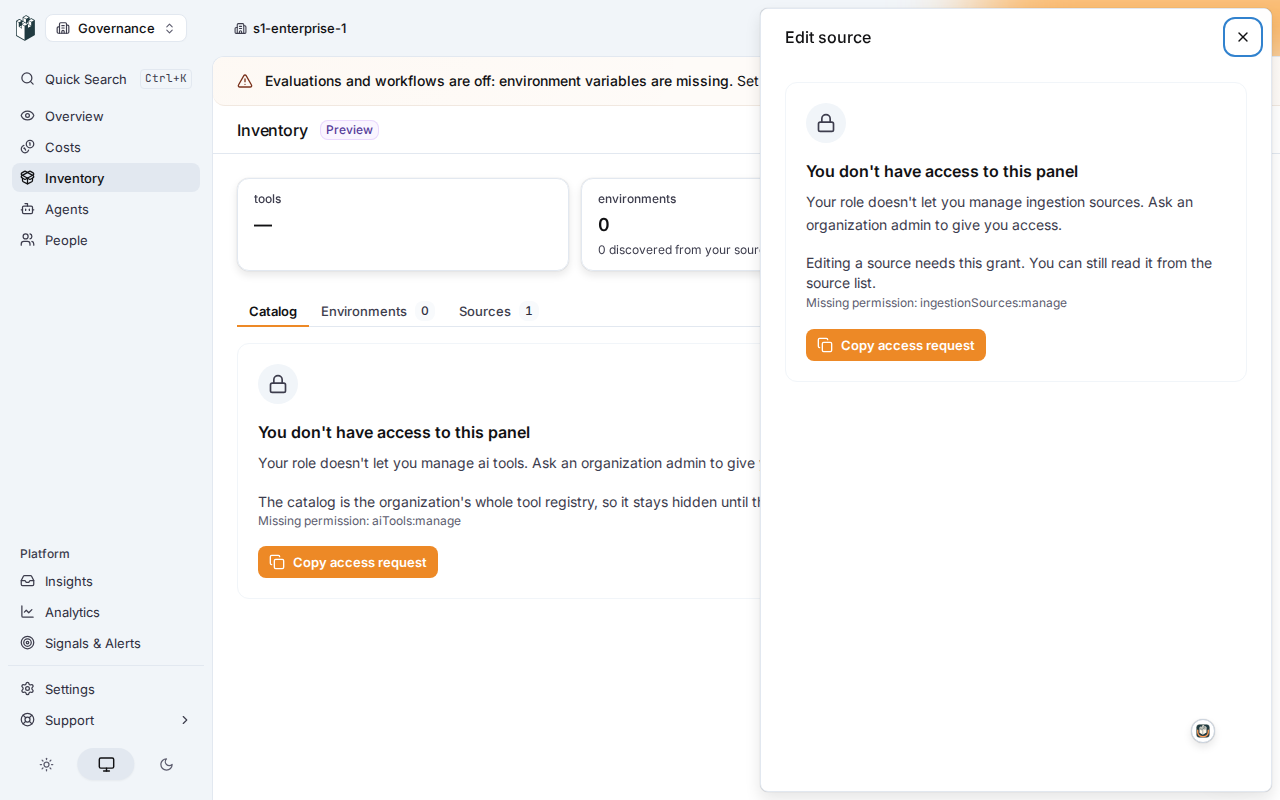 Governance
s1-enterprise-1
Edit source
Quick Search Ctrl+K
Overview
Costs
Inventory
Agents
People
Platform
Insights
Analytics
Signals & Alerts
Settings
Support
Evaluations and workflows are off: environment variables are missing. Set
Inventory Preview
tools
—
environments
0
0 discovered from your
Catalog Environments 0 Sources 1
You don't have access to this panel
Your role doesn't let you manage ai tools. Ask an organization admin to give
The catalog is the organization's whole tool registry, so it stays hidden until
Missing permission: aiTools:manage
Copy access request
You don't have access to this panel
Your role doesn't let you manage ingestion sources. Ask an
organization admin to give you access.
Editing a source needs this grant. You can still read it from the
source list.
Missing permission: ingestionSources:manage
Copy access request